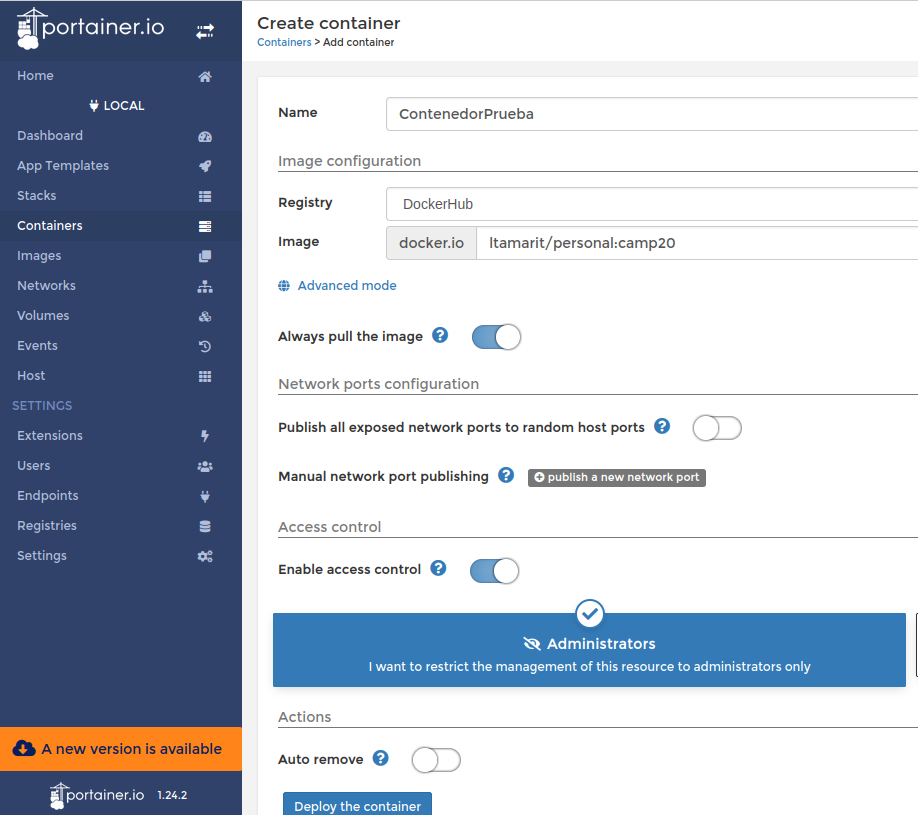 portainer.io
Home
LOCAL
Dashboard
App Templates
Stacks
Containers
Images
Networks
Volumes
Events
Host
SETTINGS
Extensions
Users
Endpoints
Registries
Settings
A new version is available
portainer.io 1.24.2
Create container
Containers > Add container
Name ContenedorPrueba
Image configuration
Registry DockerHub
Image docker.io ltamarit/personal:camp20
Advanced mode
Always pull the image ?
Network ports configuration
Publish all exposed network ports to random host ports ?
Manual network port publishing ? publish a new network port
Access control
Enable access control ?
Administrators
I want to restrict the management of this resource to administrators only
Actions
Auto remove ?
Deploy the container